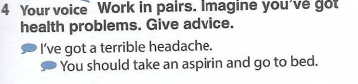 4 Your voice Work in pairs. Imagine you've got
health problems. Give advice.
I've got a terrible headache.
You should take an aspirin and go to bed.